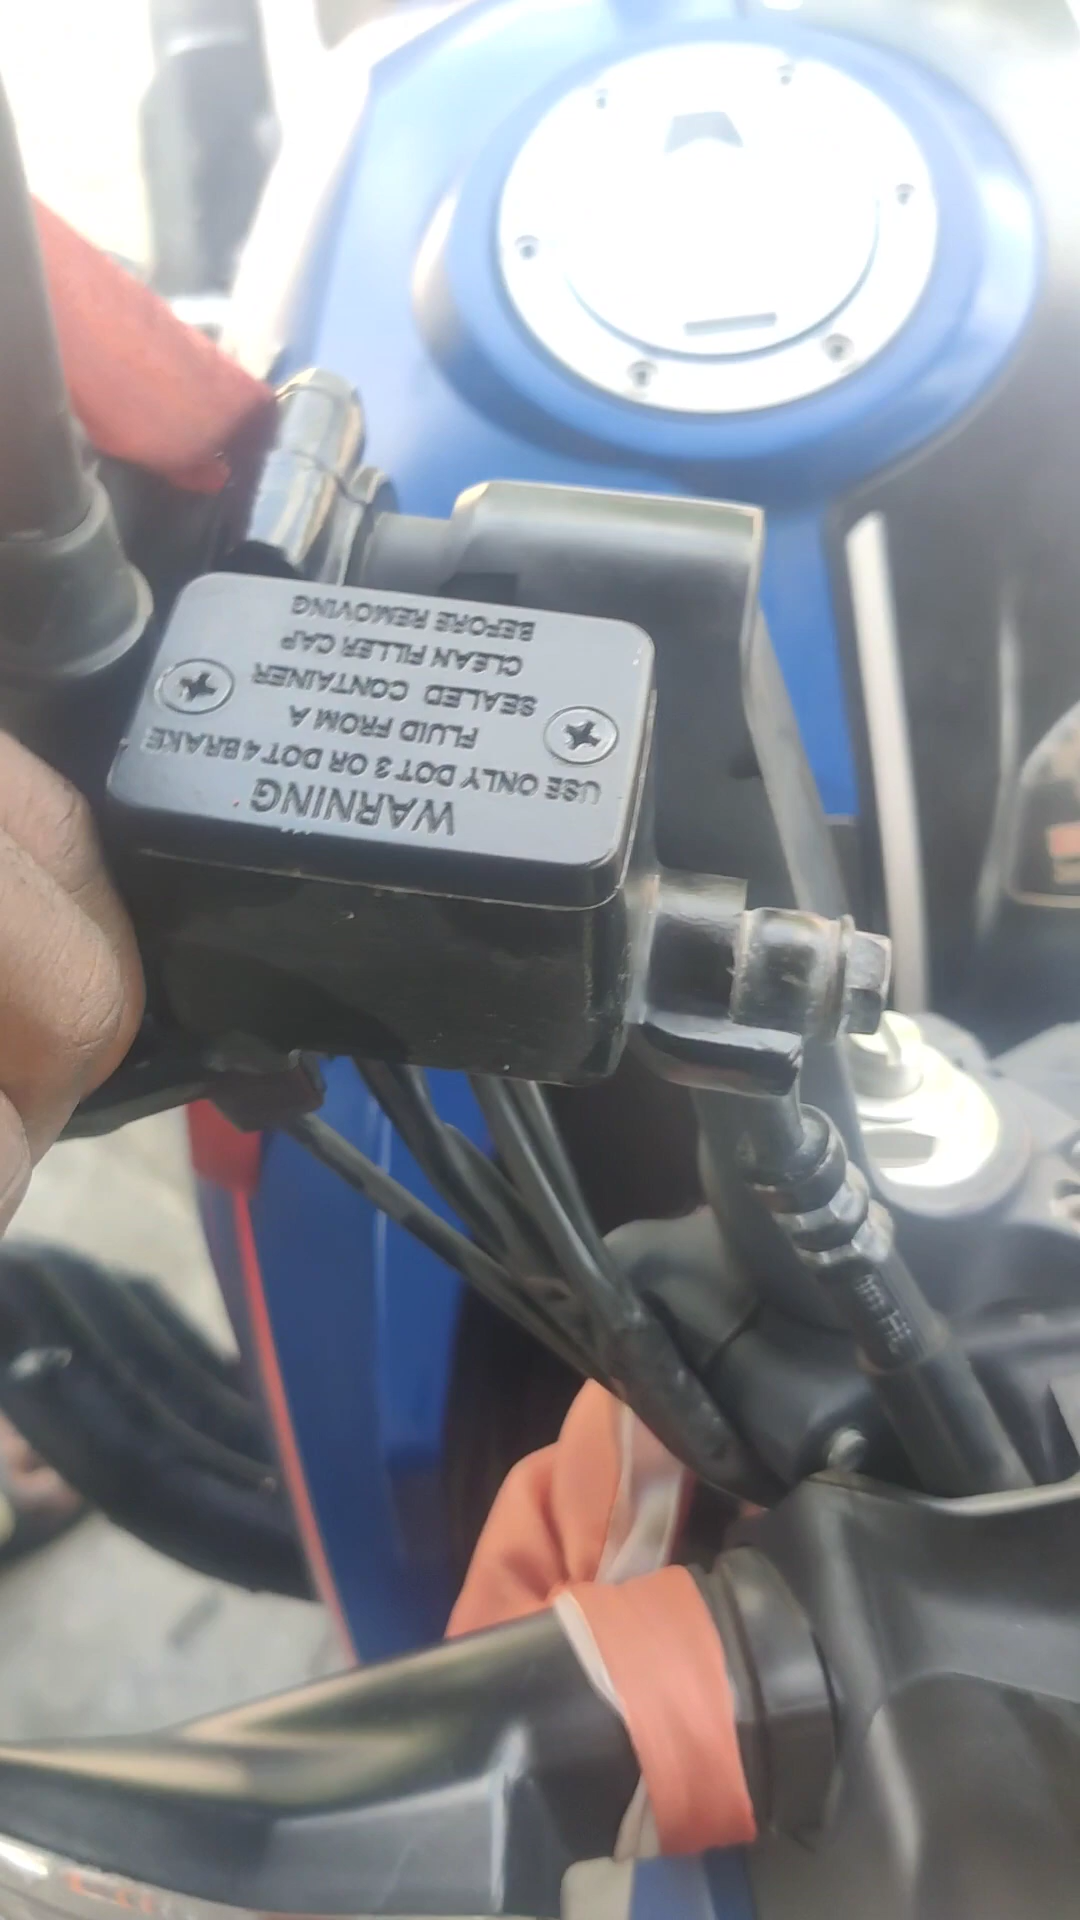 WARNING
USE ONLY DOT 3 OR DOT 4 BRAKE
FLUID FROM A
SEALED CONTAINER
CLEAN FILLER CAP
BEFORE REMOVING